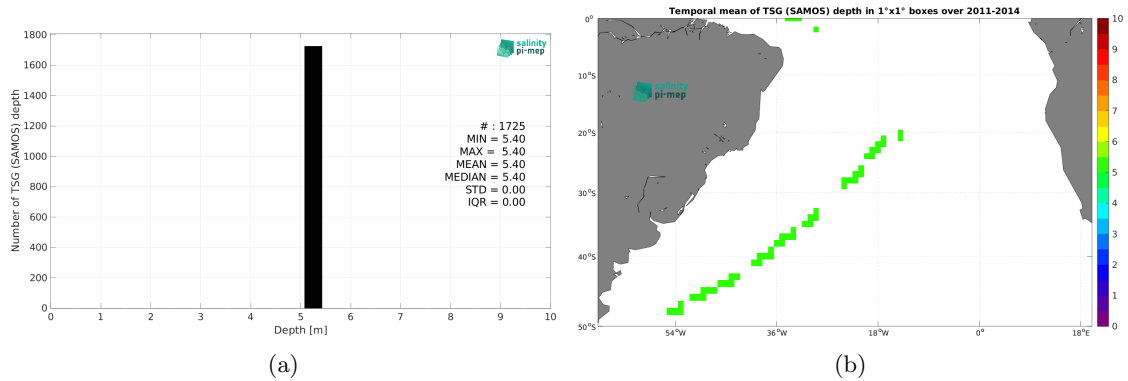 1800
1600
1400
1200
1000
800
600
400
200
0
Number of TSG (SAMOS) depth
salinity
pi-mep
# : 1725
MIN = 5.40
MAX = 5.40
MEAN = 5.40
MEDIAN = 5.40
STD = 0.00
IQR = 0.00
0 1 2 3 4 5 6 7 8 9 10
Depth [m]
(a)
Temporal mean of TSG (SAMOS) depth in 1°x1° boxes over 2011-2014
0°
10°S
20°S
30°S
40°S
50°S
salinity
pi-mep
54°W 36°W 18°W 0° 18°E
10
9
8
7
6
5
4
3
2
1
0
(b)